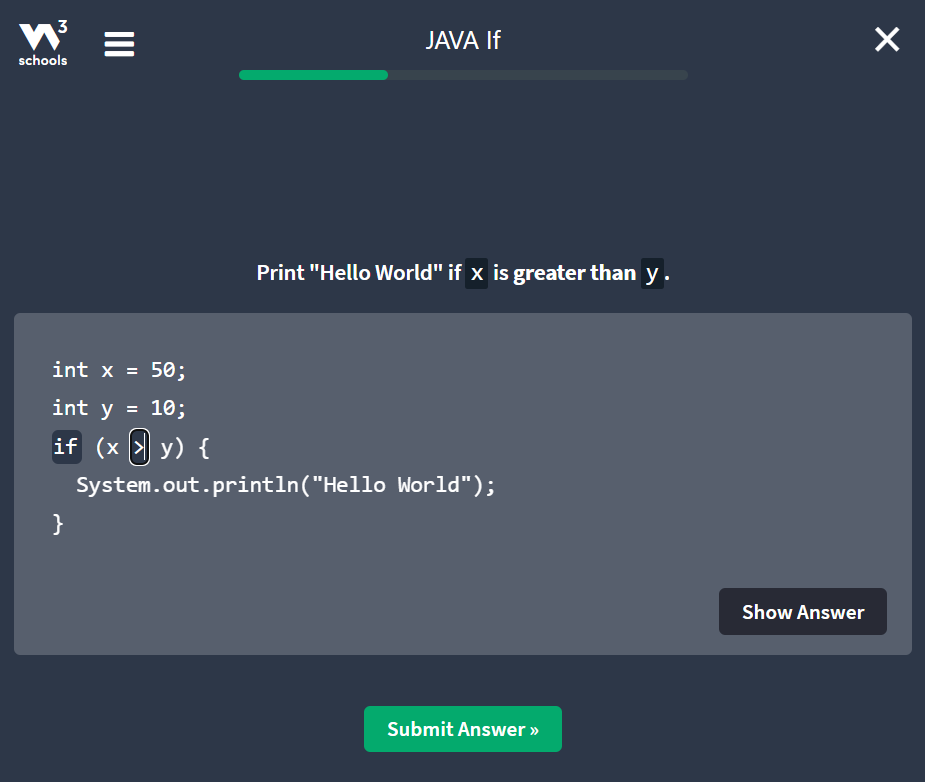 3
schools
JAVA If
Print "Hello World" if x is greater than y.
int x = 50;
int y = 10;
if (x > y) {
  System.out.println("Hello World");
}
Show Answer
Submit Answer »